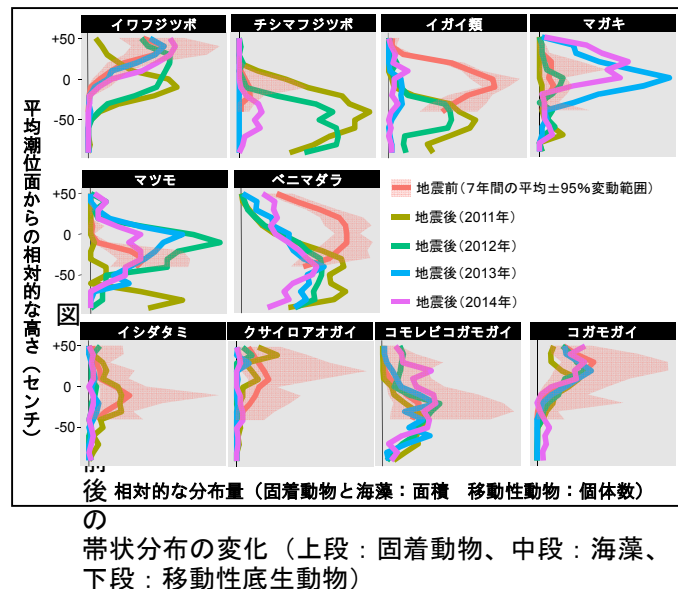 イワフジツボ
チシマフジツボ
イガイ類
マガキ
+50
0
-50
マツモ
ベニマダラ
+50
0
-50
地震前(7年間の平均±95%変動範囲)
地震後(2011年)
地震後(2012年)
地震後(2013年)
地震後(2014年)
平均潮位面からの相対的な高さ(センチ)
図
イシダタミ
クサイロアオガイ
コモレビコガモガイ
コガモガイ
+50
0
-50
相対的な分布量(固着動物と海藻:面積 移動性動物:個体数)
前
後
の
帯状分布の変化(上段:固着動物、中段:海藻、
下段:移動性底生動物)